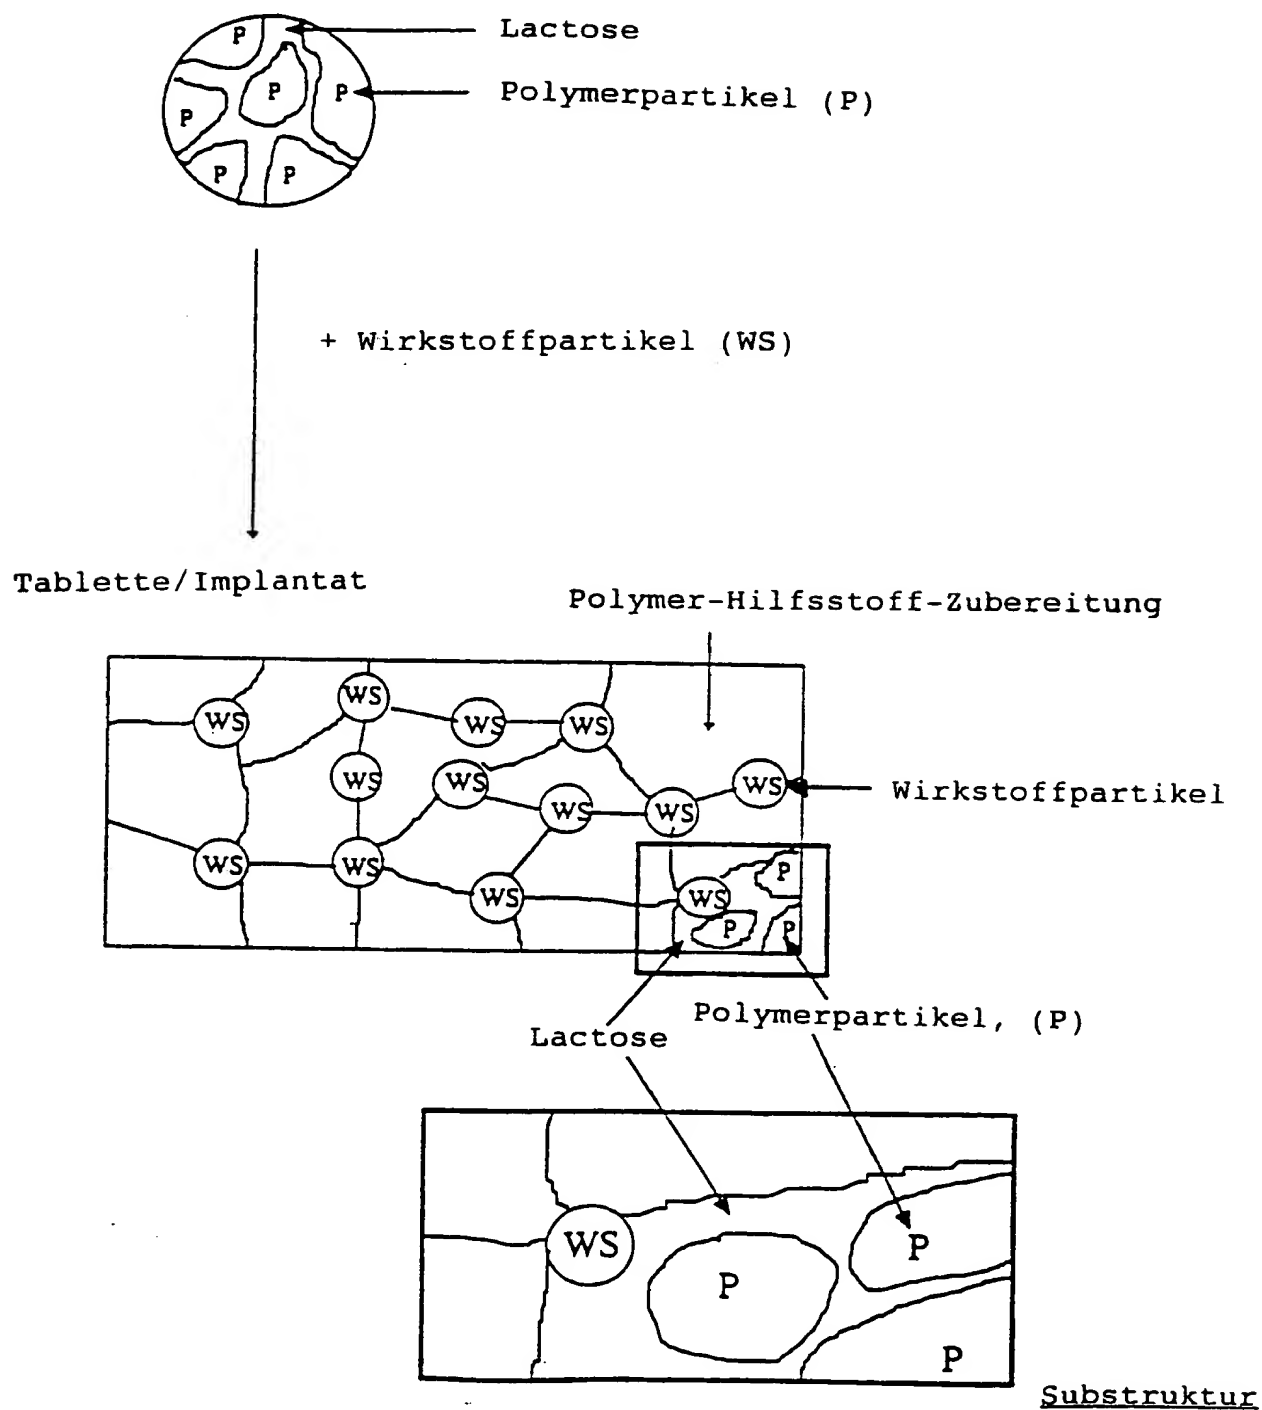 P
Lactose
P
P
Polymerpartikel (P)
P
P
P
+ Wirkstoffpartikel (WS)
Tablette/Implantat
Polymer-Hilfsstoff-Zubereitung
WS
WS
WS
WS
WS
WS
WS
Wirkstoffpartikel
WS
WS
WS
WS
P
WS
WS
P
P
Polymerpartikel, (P)
Lactose
WS
P
P
P
Substruktur